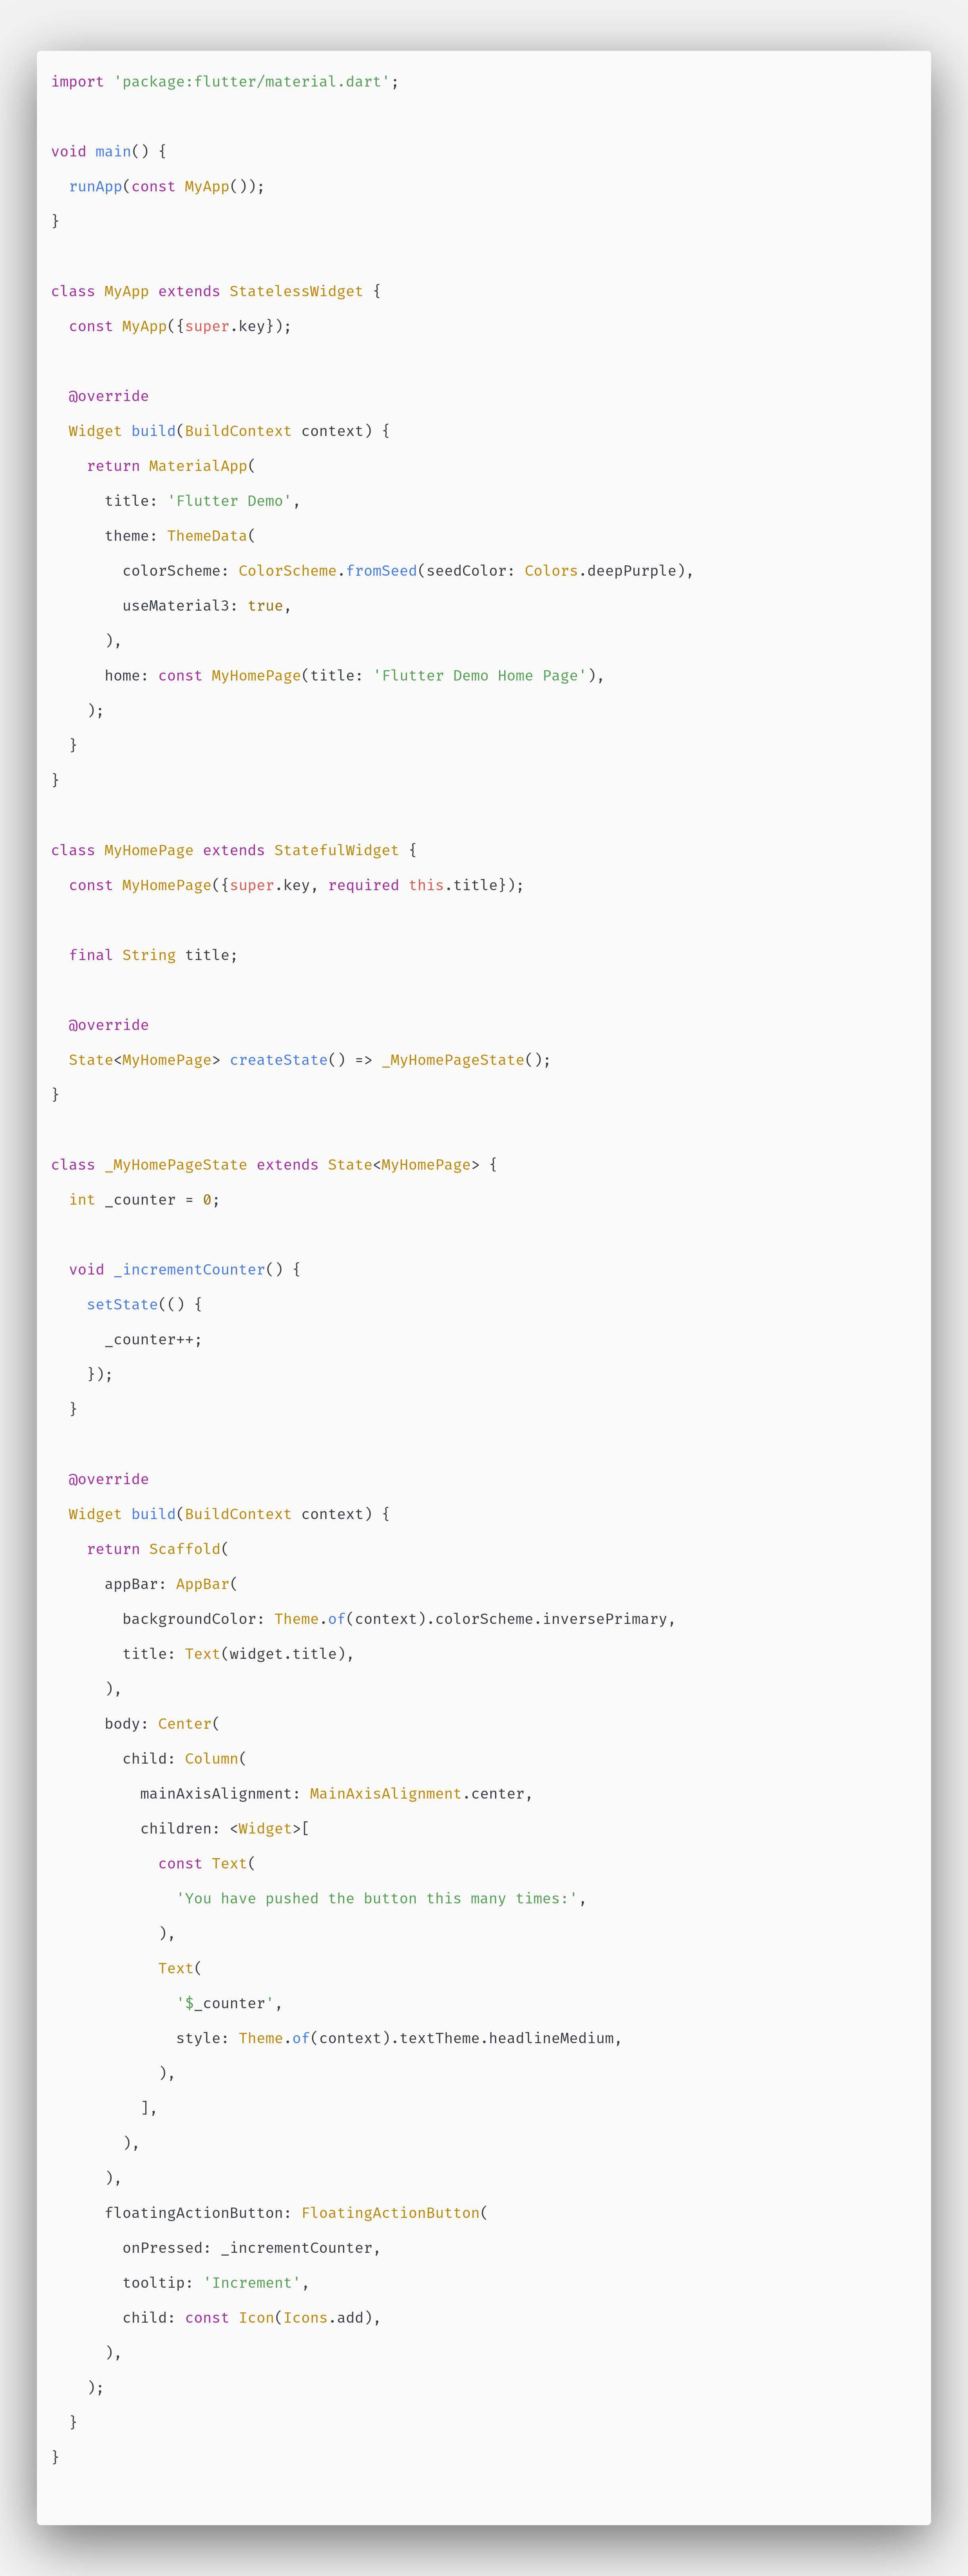 import 'package:flutter/material.dart';

void main() {
  runApp(const MyApp());
}

class MyApp extends StatelessWidget {
  const MyApp({super.key});

  @override
  Widget build(BuildContext context) {
    return MaterialApp(
      title: 'Flutter Demo',
      theme: ThemeData(
        colorScheme: ColorScheme.fromSeed(seedColor: Colors.deepPurple),
        useMaterial3: true,
      ),
      home: const MyHomePage(title: 'Flutter Demo Home Page'),
    );
  }
}

class MyHomePage extends StatefulWidget {
  const MyHomePage({super.key, required this.title});

  final String title;

  @override
  State<MyHomePage> createState() => _MyHomePageState();
}

class _MyHomePageState extends State<MyHomePage> {
  int _counter = 0;

  void _incrementCounter() {
    setState(() {
      _counter++;
    });
  }

  @override
  Widget build(BuildContext context) {
    return Scaffold(
      appBar: AppBar(
        backgroundColor: Theme.of(context).colorScheme.inversePrimary,
        title: Text(widget.title),
      ),
      body: Center(
        child: Column(
          mainAxisAlignment: MainAxisAlignment.center,
          children: <Widget>[
            const Text(
              'You have pushed the button this many times:',
            ),
            Text(
              '$_counter',
              style: Theme.of(context).textTheme.headlineMedium,
            ),
          ],
        ),
      ),
      floatingActionButton: FloatingActionButton(
        onPressed: _incrementCounter,
        tooltip: 'Increment',
        child: const Icon(Icons.add),
      ),
    );
  }
}